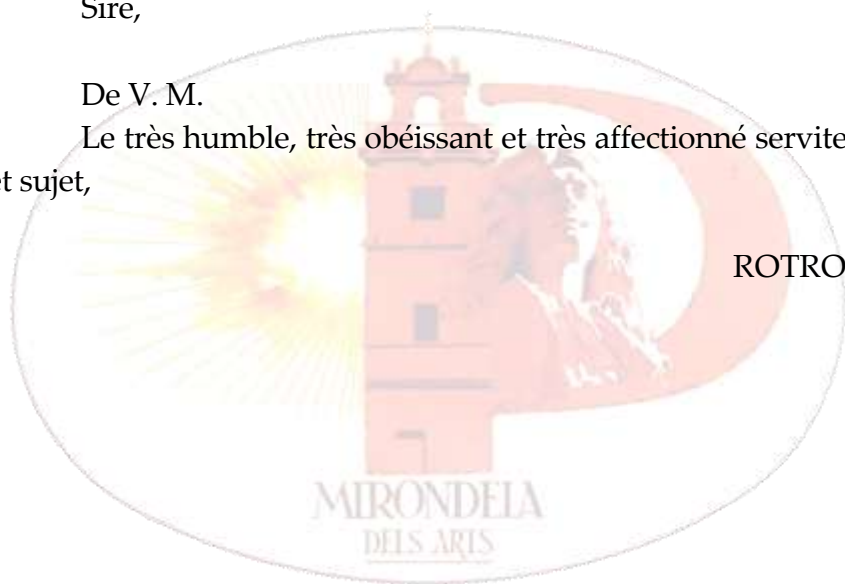 Sire,
De V. M.
Le très humble, très obéissant et très affectionné servite
et sujet,
ROTRO
MIRONDELA
DELS ARTS